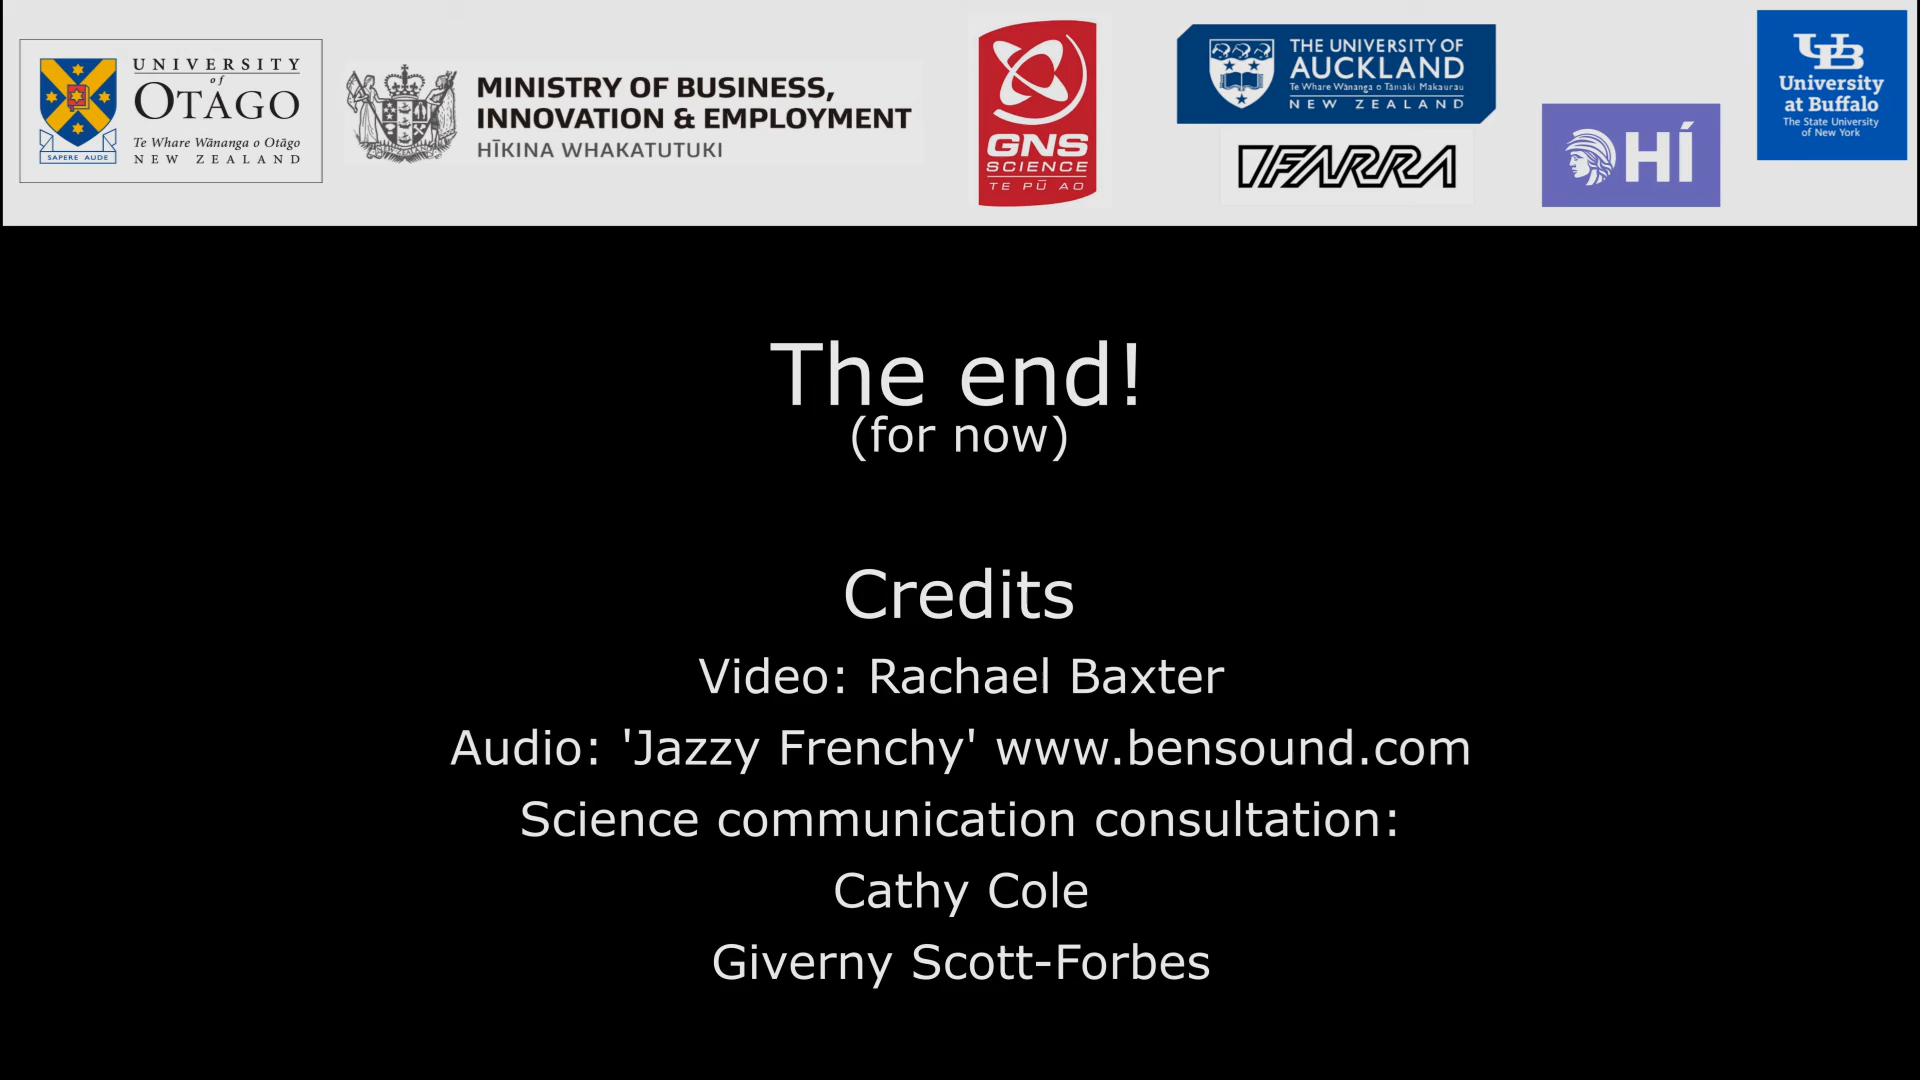 UNIVERSITY
of
OTAGO
Te Whare Wānanga o Otāgo
NEW ZEALAND
SAPERE AUDE
MINISTRY OF BUSINESS,
INNOVATION & EMPLOYMENT
HĪKINA WHAKATUTUKI
GNS
SCIENCE
TE PŪ AO
THE UNIVERSITY OF
AUCKLAND
Te Whare Wānanga o Tāmaki Makaurau
NEW ZEALAND
FARRA
HÍ
UB
University
at Buffalo
The State University
of New York
The end!
(for now)
Credits
Video: Rachael Baxter
Audio: 'Jazzy Frenchy' www.bensound.com
Science communication consultation:
Cathy Cole
Giverny Scott-Forbes